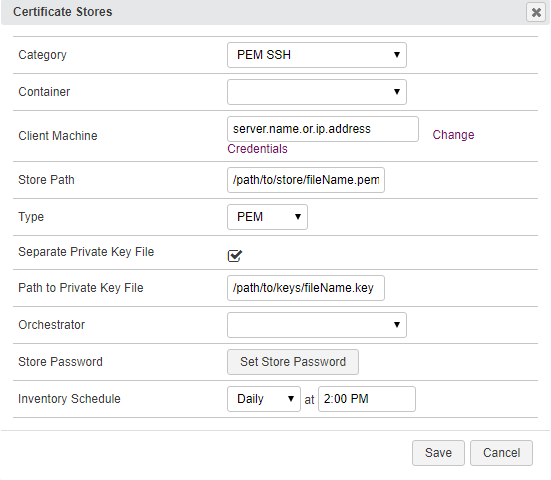 Certificate Stores
Category PEM SSH
Container
Client Machine server.name.or.ip.address Change
Credentials
Store Path /path/to/store/fileName.pem
Type PEM
Separate Private Key File
Path to Private Key File /path/to/keys/fileName.key
Orchestrator
Store Password Set Store Password
Inventory Schedule Daily at 2:00 PM
Save Cancel